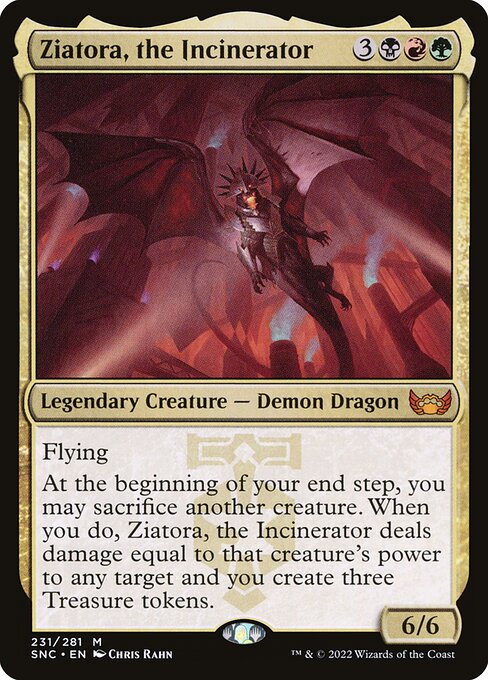 Ziatora, the Incinerator 3
Legendary Creature — Demon Dragon
Flying
At the beginning of your end step, you
may sacrifice another creature. When
you do, Ziatora, the Incinerator deals
damage equal to that creature's power
to any target and you create three
Treasure tokens.
6/6
231/281 M
SNC • EN Chris Rahn
™ & © 2022 Wizards of the Coast